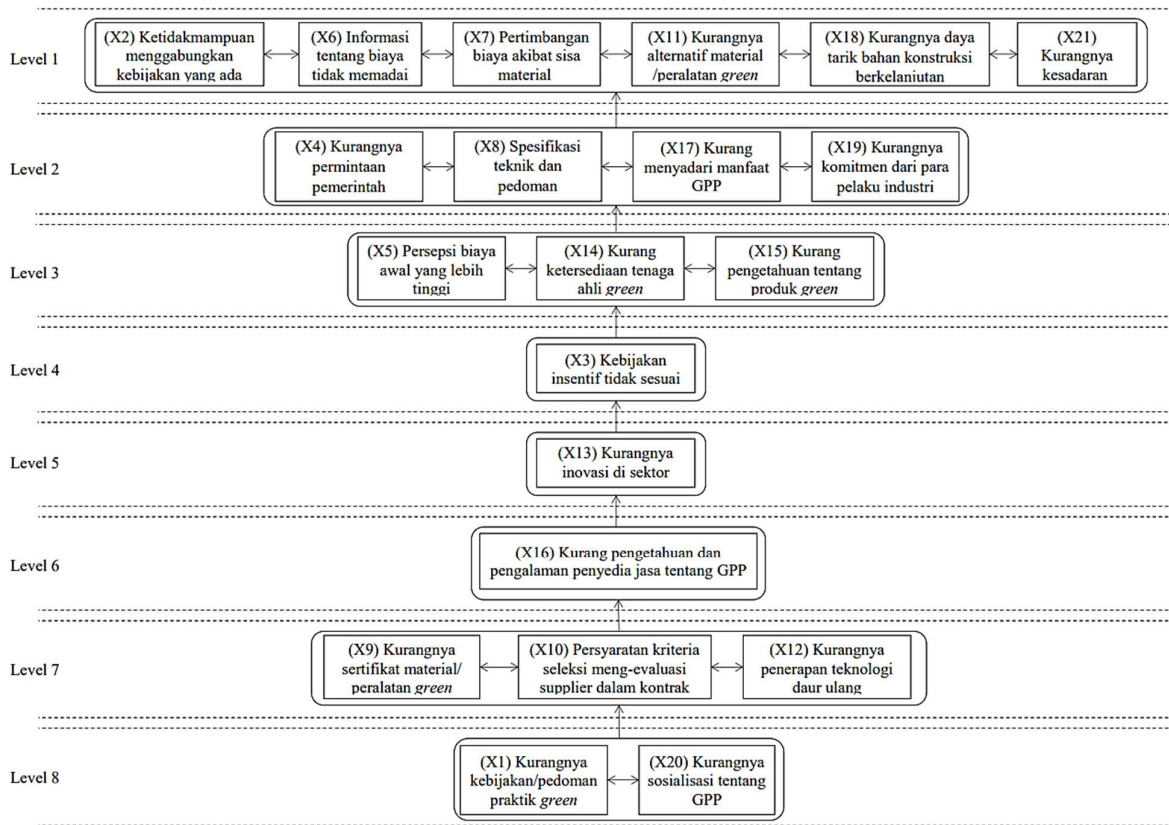 Level 1
(X2) Ketidakmampuan
menggabungkan
kebijakan yang ada
(X6) Informasi
tentang biaya
tidak memadai
(X7) Pertimbangan
biaya akibat sisa
material
(X11) Kurangnya
alternatif material
/peralatan green
(X18) Kurangnya daya
tarik bahan konstruksi
berkelaniutan
(X21)
Kurangnya
kesadaran
Level 2
(X4) Kurangnya
permintaan
pemerintah
(X8) Spesifikasi
teknik dan
pedoman
(X17) Kurang
menyadari manfaat
GPP
(X19) Kurangnya
komitmen dari para
pelaku industri
Level 3
(X5) Persepsi biaya
awal yang lebih
tinggi
(X14) Kurang
ketersediaan tenaga
ahli green
(X15) Kurang
pengetahuan tentang
produk green
Level 4
(X3) Kebijakan
insentif tidak sesuai
Level 5
(X13) Kurangnya
inovasi di sektor
Level 6
(X16) Kurang pengetahuan dan
pengalaman penyedia jasa tentang GPP
Level 7
(X9) Kurangnya
sertifikat material/
peralatan green
(X10) Persyaratan kriteria
seleksi meng-evaluasi
supplier dalam kontrak
(X12) Kurangnya
penerapan teknologi
daur ulang
Level 8
(X1) Kurangnya
kebijakan/pedoman
praktik green
(X20) Kurangnya
sosialisasi tentang
GPP